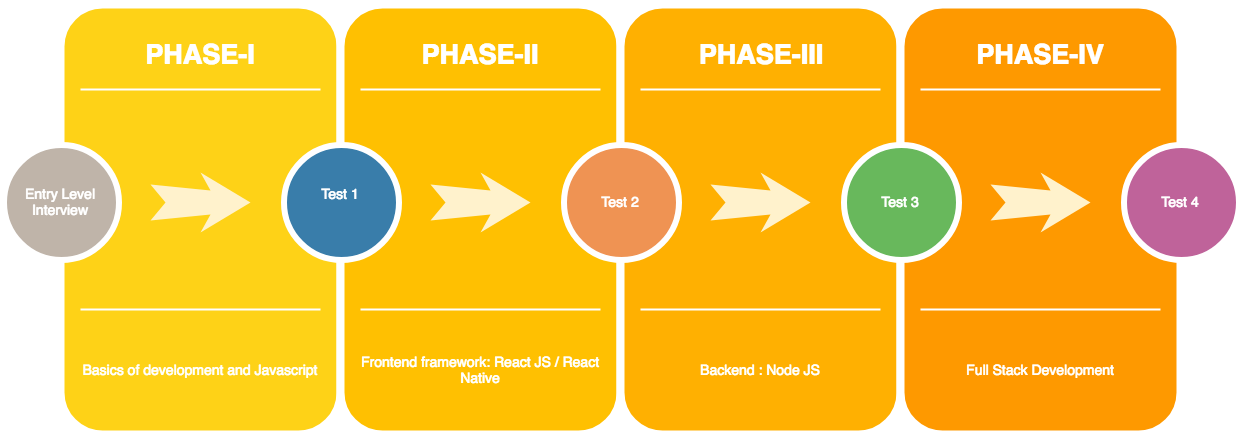 PHASE-I
PHASE-II
PHASE-III
PHASE-IV
Entry Level
Interview
Test 1
Test 2
Test 3
Test 4
Basics of development and Javascript
Frontend framework: React JS / React
Native
Backend : Node JS
Full Stack Development